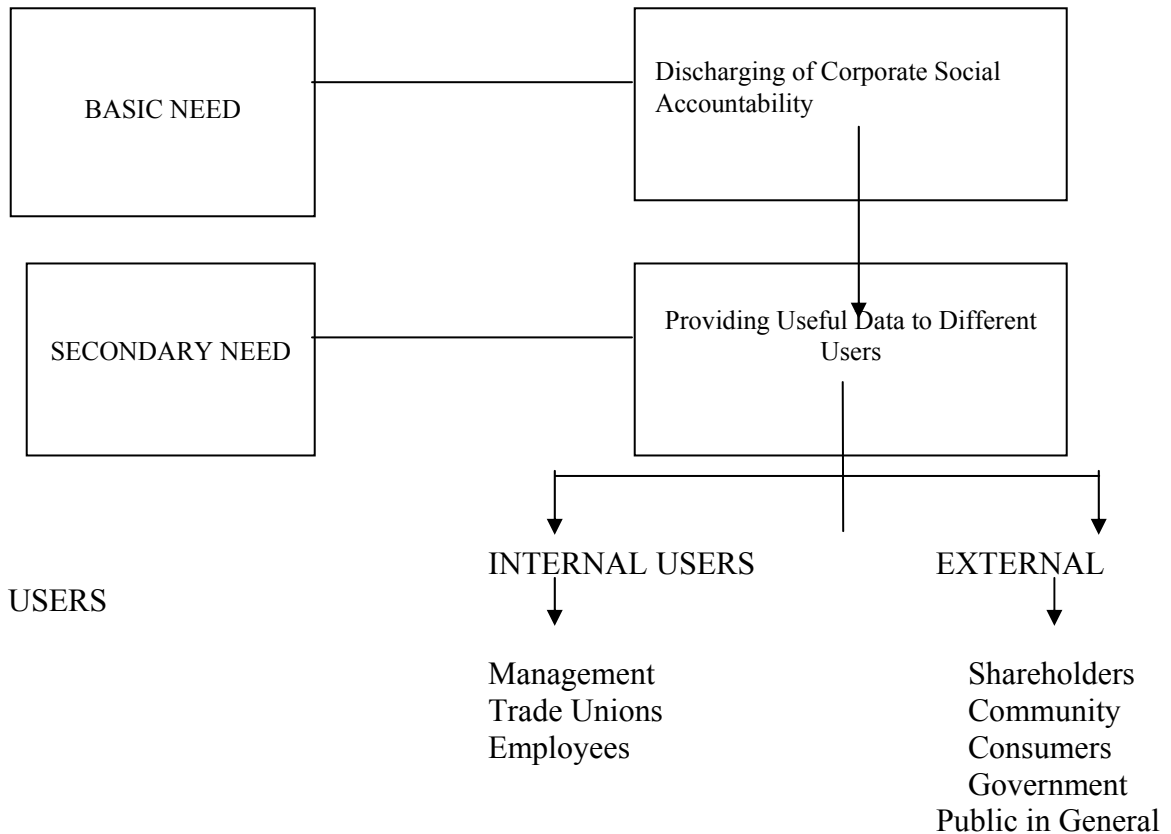 BASIC NEED
Discharging of Corporate Social
Accountability
SECONDARY NEED
Providing Useful Data to Different
Users
INTERNAL USERS
EXTERNAL
USERS
Management
Trade Unions
Employees
Shareholders
Community
Consumers
Government
Public in General